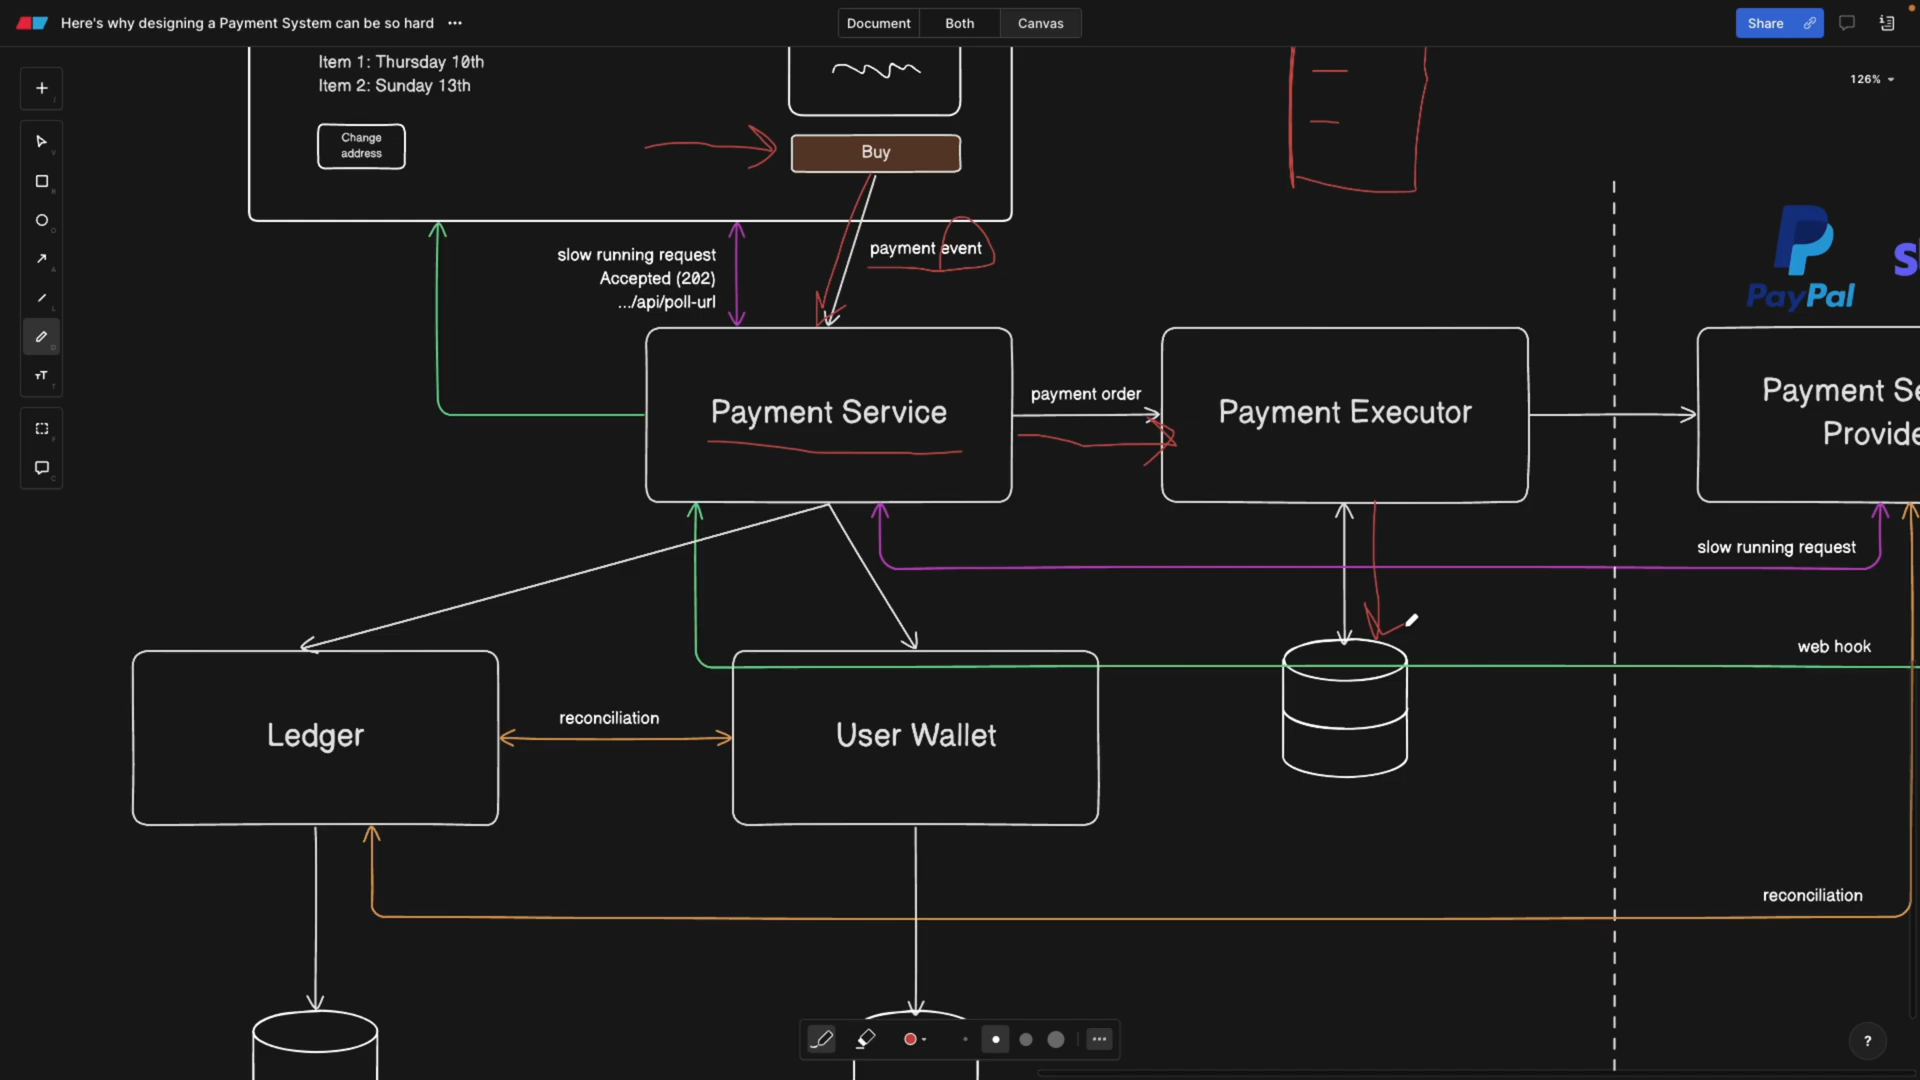 Here's why designing a Payment System can be so hard
Document
Both
Canvas
Share
126%
Item 1: Thursday 10th
Item 2: Sunday 13th
Change
address
Buy
slow running request
Accepted (202)
.../api/poll-url
payment event
PayPal
Payment Service
payment order
Payment Executor
Payment Se
Provide
slow running request
web hook
Ledger
reconciliation
User Wallet
reconciliation
?